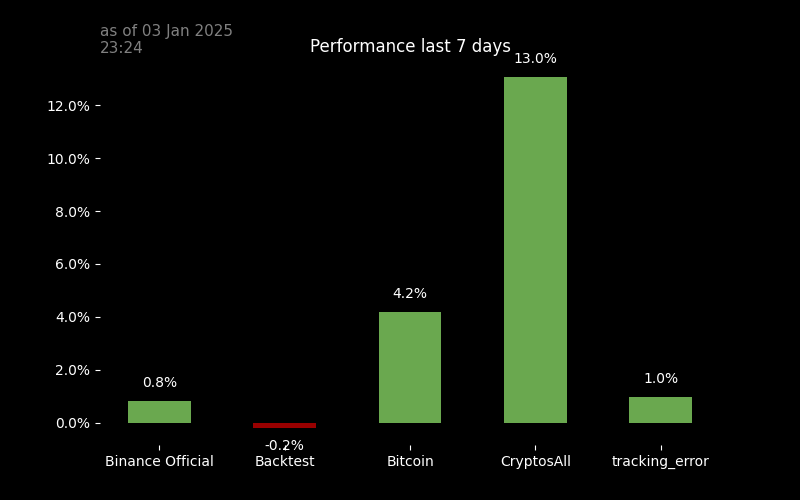 as of 03 Jan 2025
23:24
Performance last 7 days
13.0%
12.0%
10.0%
8.0%
6.0%
4.2%
4.0%
2.0%
0.8%
1.0%
0.0%
-0.2%
Binance Official
Backtest
Bitcoin
CryptosAll
tracking_error